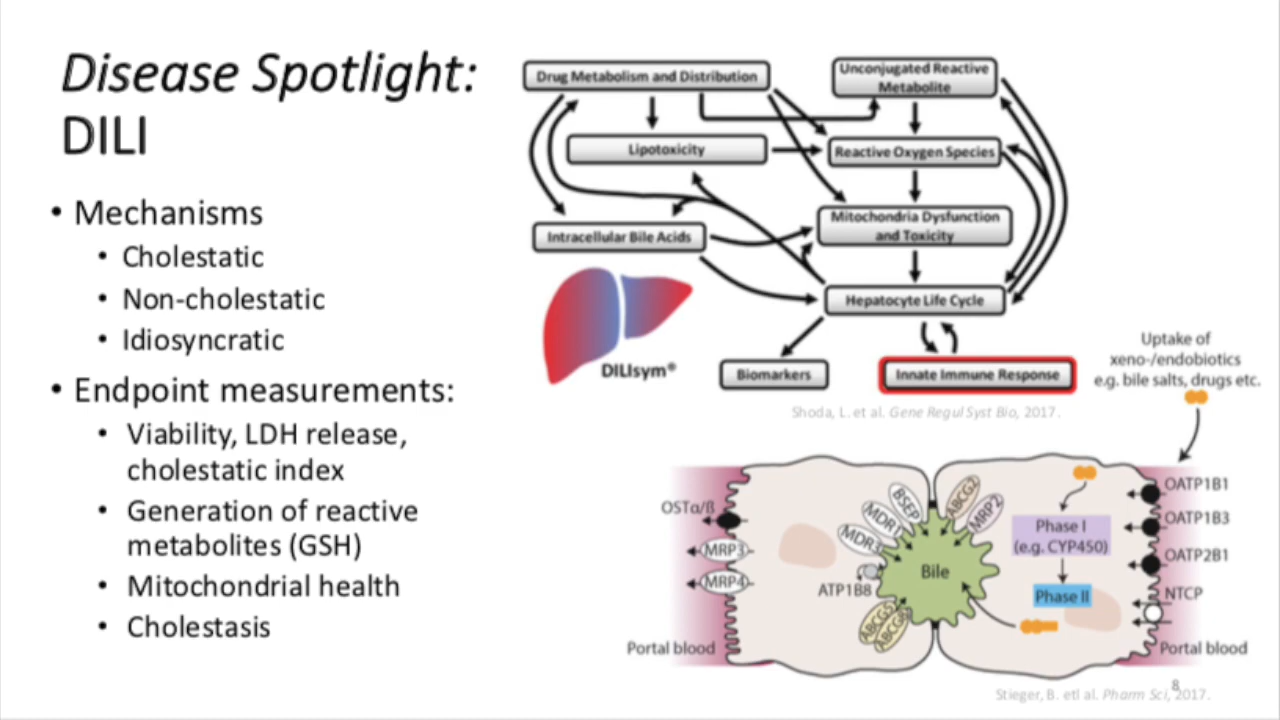 Disease Spotlight:
DILI
• Mechanisms
• Cholestatic
• Non-cholestatic
• Idiosyncratic
• Endpoint measurements:
• Viability, LDH release,
cholestatic index
• Generation of reactive
metabolites (GSH)
• Mitochondrial health
• Cholestasis
Drug Metabolism and Distribution
Unconjugated Reactive
Metabolite
Lipotoxicity
Reactive Oxygen Species
Mitochondria Dysfunction
and Toxicity
Intracellular Bile Acids
Hepatocyte Life Cycle
DILIsym®
Biomarkers
Innate Immune Response
Shoda, L. et al. Gene Regul Syst Bio, 2017.
Uptake of
xeno-/endobiotics
e.g. bile salts, drugs etc.
OSTα/ß
MRP3
MRP4
Portal blood
BSEP
MDR1
MDR3
ATP1B8
ABCG5
ABCG8
ABCG2
MRP2
Bile
Phase I
(e.g. CYP450)
Phase II
OATP1B1
OATP1B3
OATP2B1
NTCP
Portal blood
8
Stieger, B. etl al. Pharm Sci, 2017.